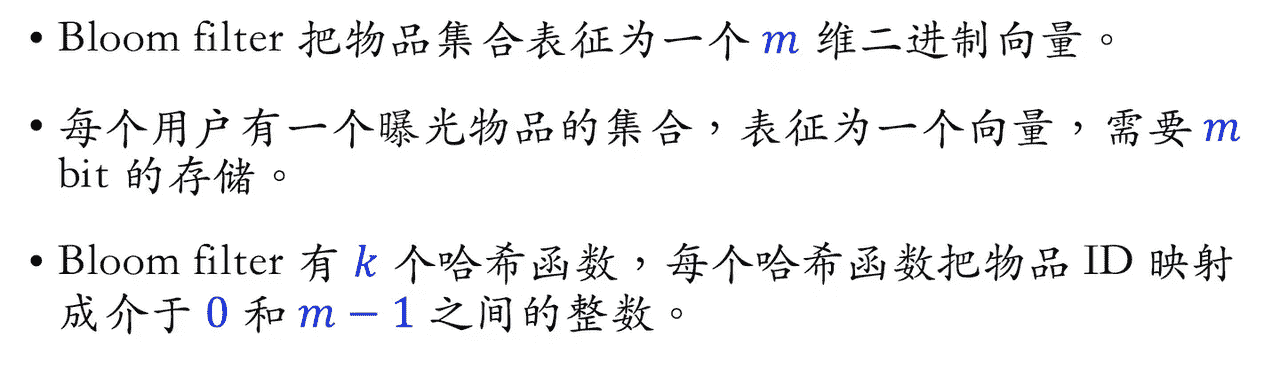 • Bloom filter 把物品集合表征为一个 m 维二进制向量。
• 每个用户有一个曝光物品的集合，表征为一个向量，需要 m
bit 的存储。
• Bloom filter 有 k 个哈希函数，每个哈希函数把物品 ID 映射
成介于 0 和 m − 1 之间的整数。